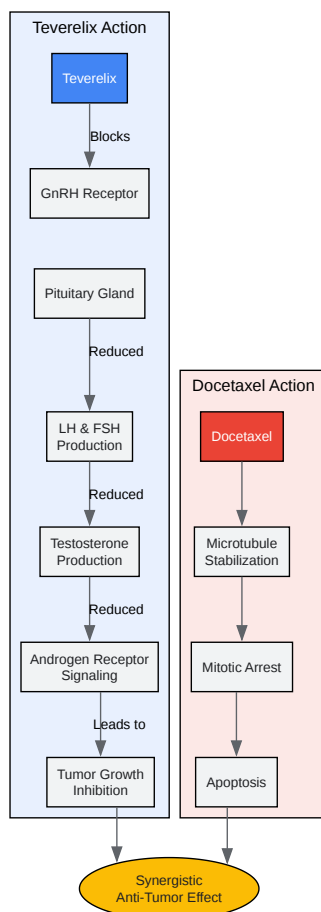 Teverelix Action
Teverelix
Blocks
GnRH Receptor
Pituitary Gland
Reduced
LH & FSH
Production
Reduced
Testosterone
Production
Reduced
Androgen Receptor
Signaling
Leads to
Tumor Growth
Inhibition
Docetaxel Action
Docetaxel
Microtubule
Stabilization
Mitotic Arrest
Apoptosis
Synergistic
Anti-Tumor Effect